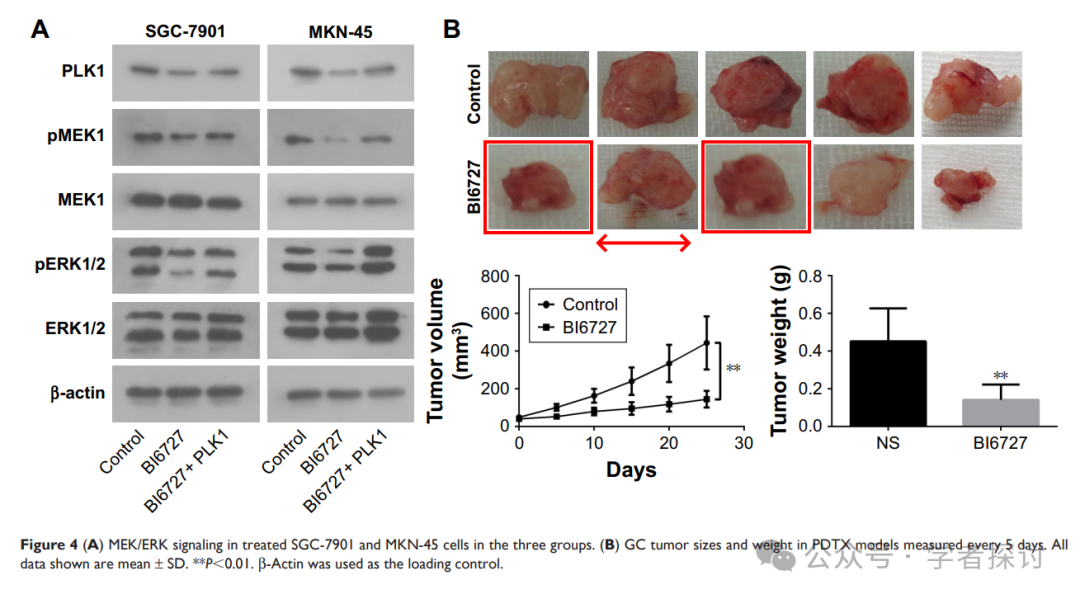 A
SGC-7901
MKN-45
PLK1
pMEK1
MEK1
pERK1/2
ERK1/2
β-actin
Control
BI6727
BI6727+ PLK1
Control
BI6727
BI6727+ PLK1
B
Control
BI6727
Tumor volume
(mm³)
800
600
400
200
0
Control
BI6727
**
0
10
20
30
Days
Tumor weight (g)
0.8
0.6
0.4
0.2
0.0
**
NS
BI6727
Figure 4 (A) MEK/ERK signaling in treated SGC-7901 and MKN-45 cells in the three groups. (B) GC tumor sizes and weight in PDTX models measured every 5 days. All
data shown are mean ± SD. **P<0.01. β-Actin was used as the loading control.
公众号 · 学者探讨